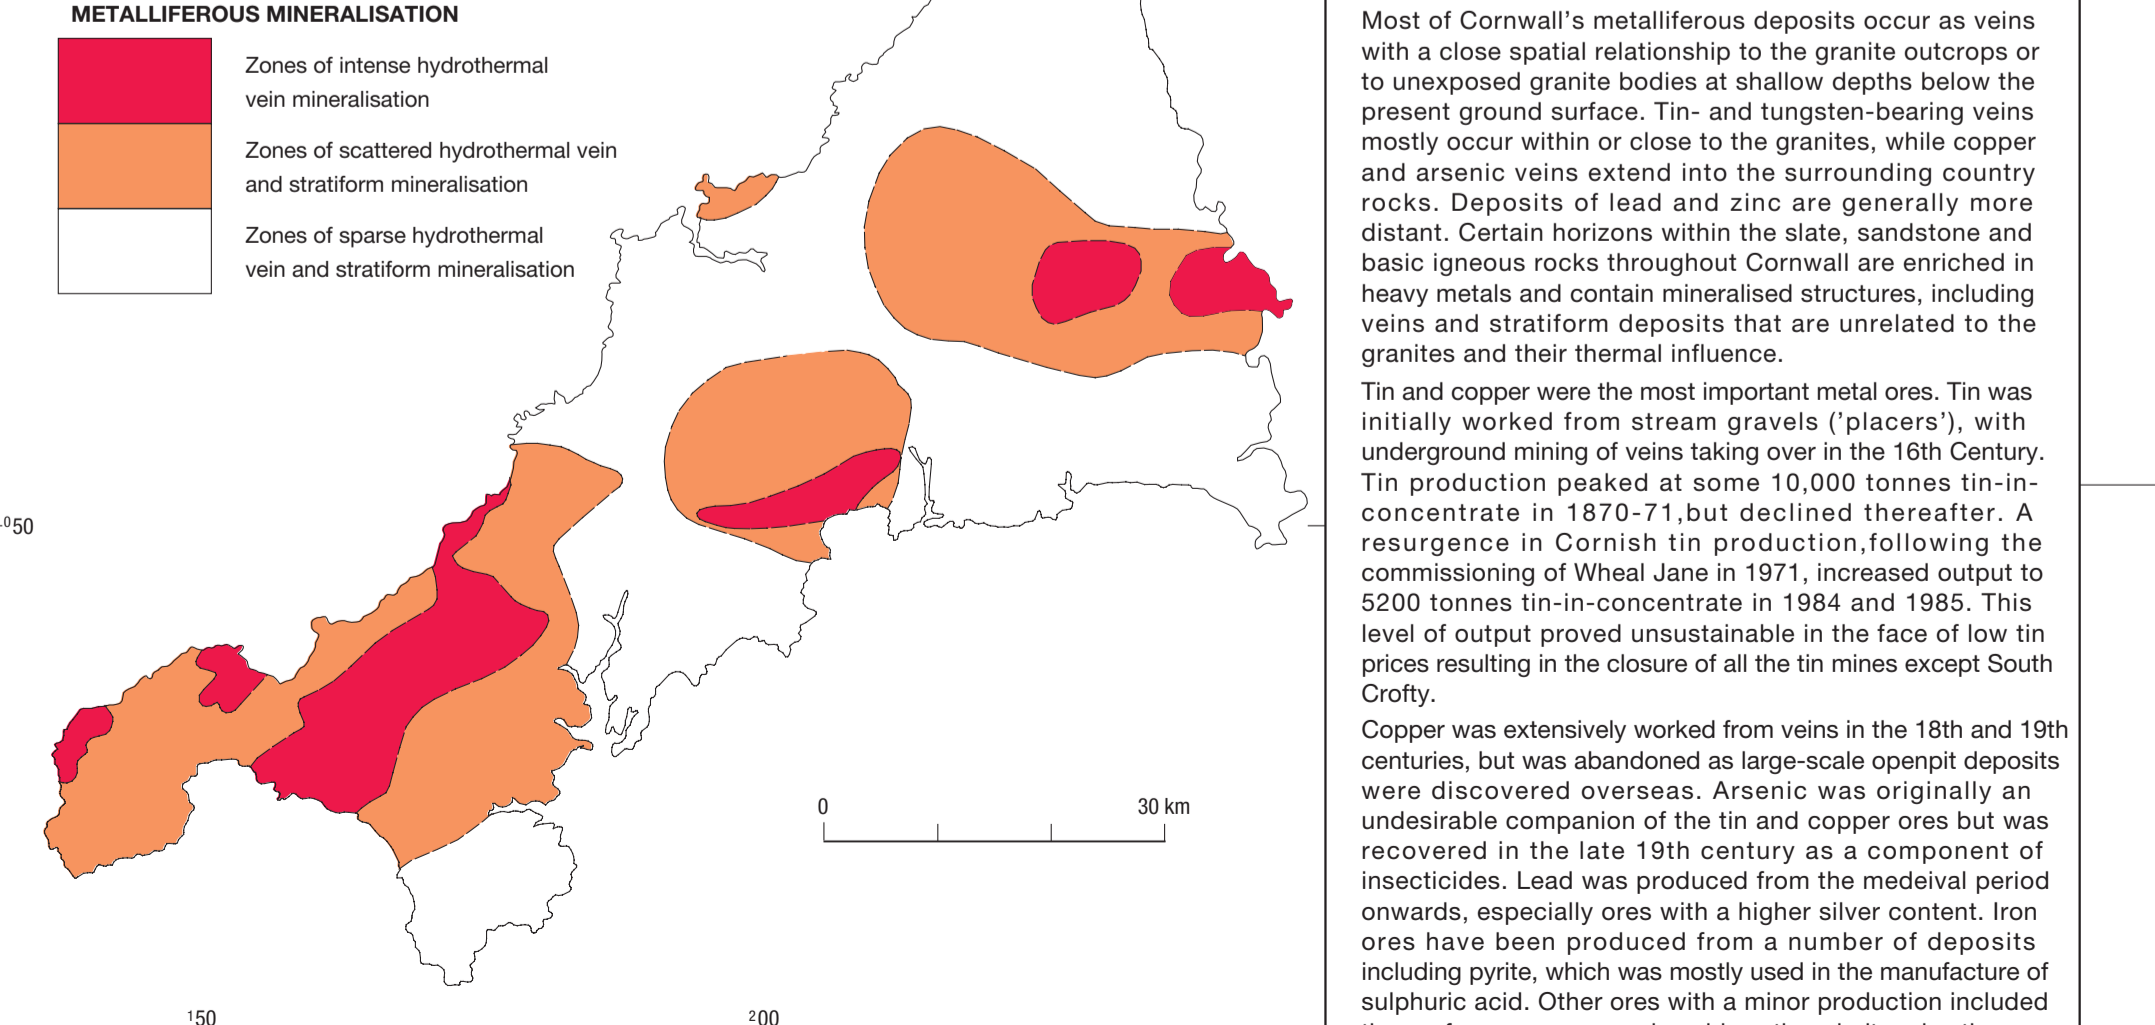 METALLIFEROUS MINERALISATION
Zones of intense hydrothermal
vein mineralisation
Zones of scattered hydrothermal vein
and stratiform mineralisation
Zones of sparse hydrothermal
vein and stratiform mineralisation
⁰50
0 30 km
¹50 ²00
Most of Cornwall’s metalliferous deposits occur as veins
with a close spatial relationship to the granite outcrops or
to unexposed granite bodies at shallow depths below the
present ground surface. Tin- and tungsten-bearing veins
mostly occur within or close to the granites, while copper
and arsenic veins extend into the surrounding country
rocks. Deposits of lead and zinc are generally more
distant. Certain horizons within the slate, sandstone and
basic igneous rocks throughout Cornwall are enriched in
heavy metals and contain mineralised structures, including
veins and stratiform deposits that are unrelated to the
granites and their thermal influence.
Tin and copper were the most important metal ores. Tin was
initially worked from stream gravels (’placers’), with
underground mining of veins taking over in the 16th Century.
Tin production peaked at some 10,000 tonnes tin-in-
concentrate in 1870-71,but declined thereafter. A
resurgence in Cornish tin production,following the
commissioning of Wheal Jane in 1971, increased output to
5200 tonnes tin-in-concentrate in 1984 and 1985. This
level of output proved unsustainable in the face of low tin
prices resulting in the closure of all the tin mines except South
Crofty.
Copper was extensively worked from veins in the 18th and 19th
centuries, but was abandoned as large-scale openpit deposits
were discovered overseas. Arsenic was originally an
undesirable companion of the tin and copper ores but was
recovered in the late 19th century as a component of
insecticides. Lead was produced from the medeival period
onwards, especially ores with a higher silver content. Iron
ores have been produced from a number of deposits
including pyrite, which was mostly used in the manufacture of
sulphuric acid. Other ores with a minor production included